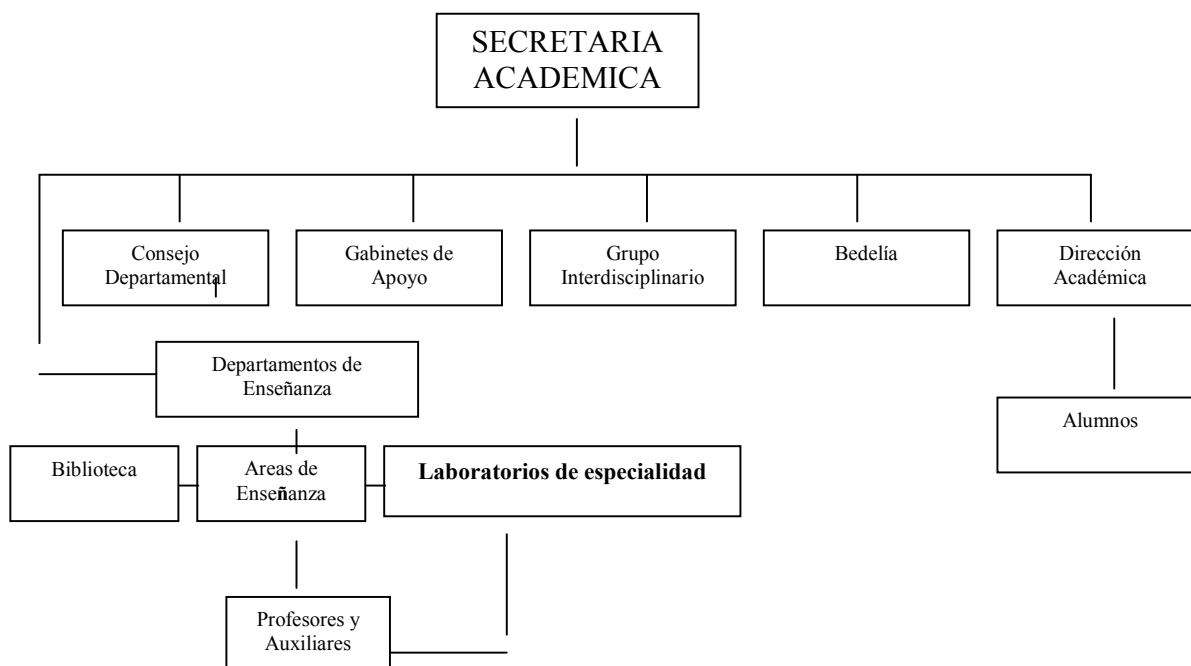 SECRETARIA
ACADEMICA
Consejo
Departamental
Gabinetes de
Apoyo
Grupo
Interdisciplinario
Bedelía
Dirección
Académica
Departamentos de
Enseñanza
Alumnos
Biblioteca
Areas de
Enseñanza
Laboratorios de especialidad
Profesores y
Auxiliares